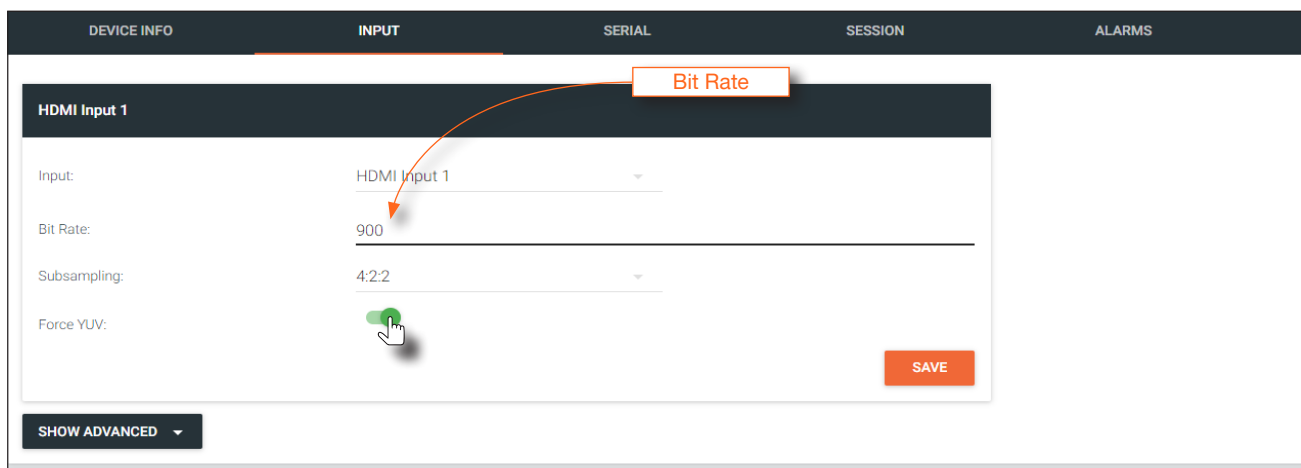 DEVICE INFO INPUT SERIAL SESSION ALARMS
Bit Rate
HDMI Input 1
Input: HDMI Input 1
Bit Rate: 900
Subsampling: 4:2:2
Force YUV:
SAVE
SHOW ADVANCED